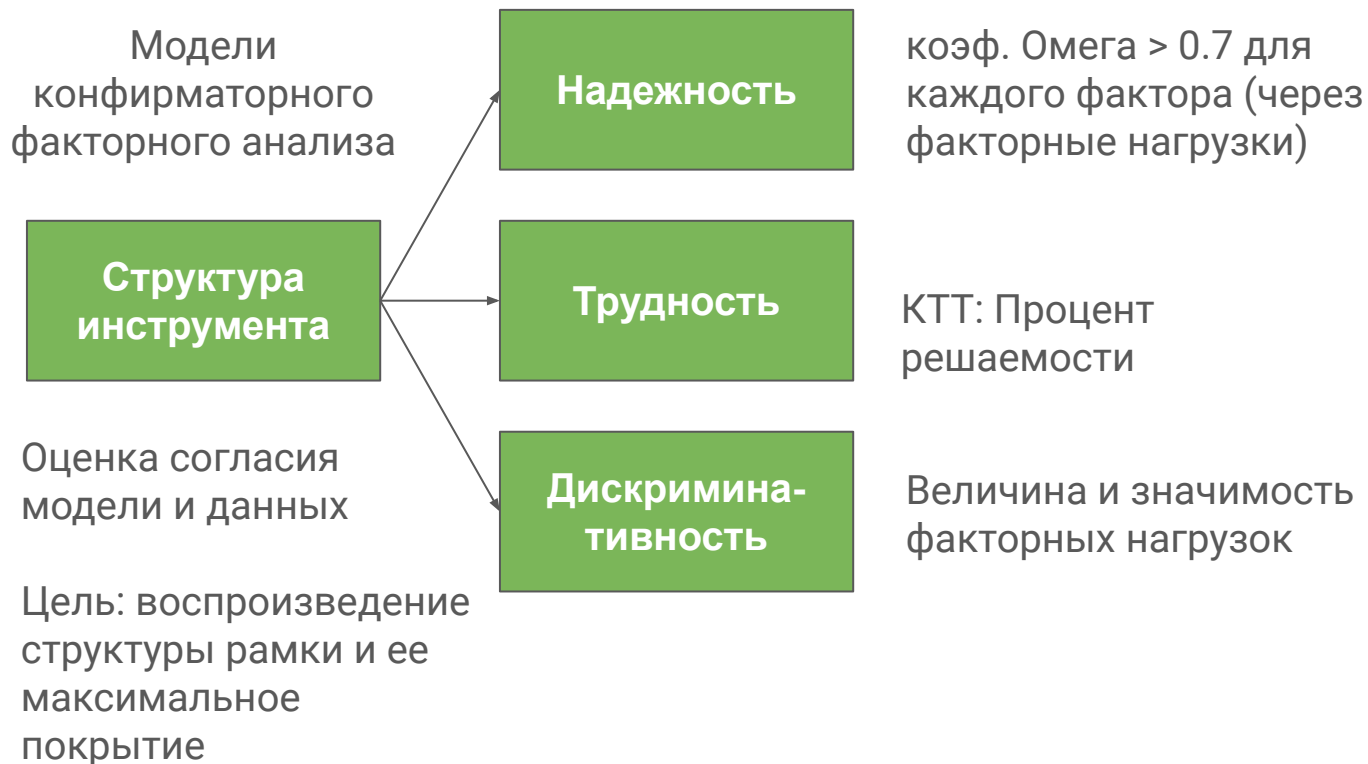 Модели
конфирматорного
факторного анализа
Структура
инструмента
Оценка согласия
модели и данных
Цель: воспроизведение
структуры рамки и ее
максимальное
покрытие
Надежность
коэф. Омега > 0.7 для
каждого фактора (через
факторные нагрузки)
Трудность
КТТ: Процент
решаемости
Дискримина-
тивность
Величина и значимость
факторных нагрузок